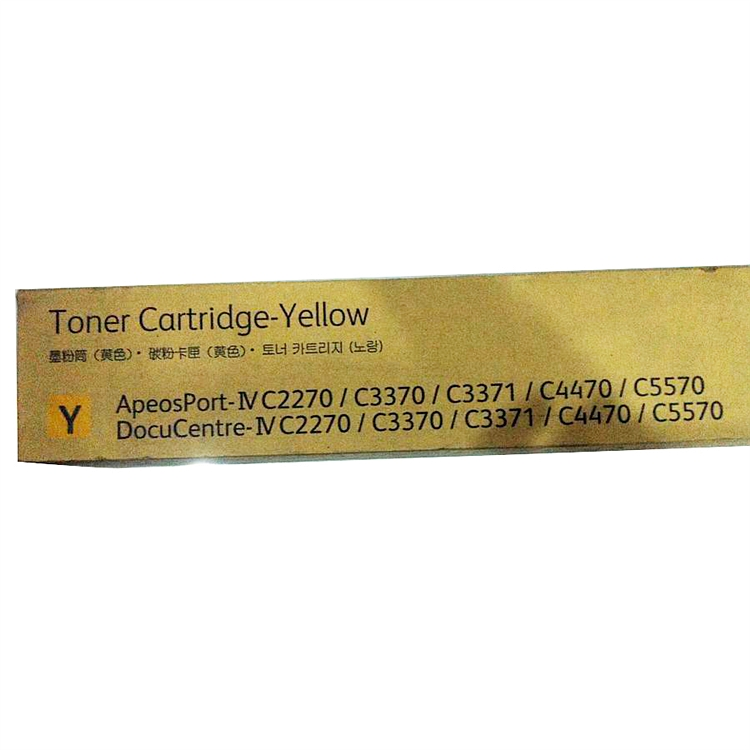 Toner Cartridge-Yellow
墨粉筒（黄色）· 碳粉卡匣（黃色）· 토너 카트리지 (노랑)
Y
ApeosPort-Ⅳ C2270 / C3370 / C3371 / C4470 / C5570
DocuCentre-Ⅳ C2270 / C3370 / C3371 / C4470 / C5570